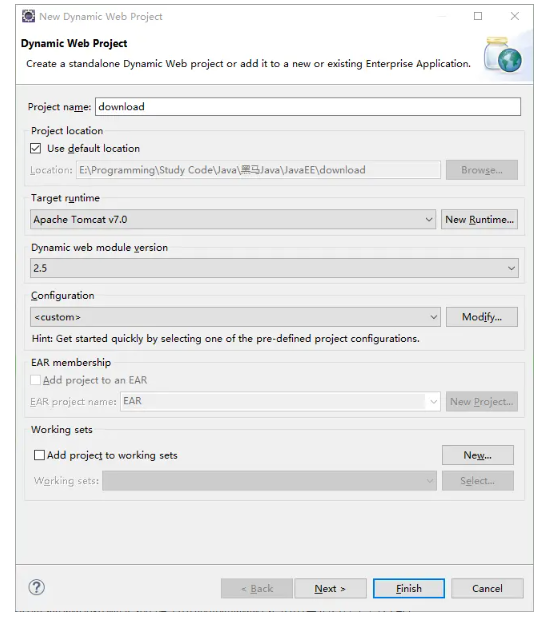 New Dynamic Web Project
Dynamic Web Project
Create a standalone Dynamic Web project or add it to a new or existing Enterprise Application.
Project name: download
Project location
Use default location
Location: E:\Programming\Study Code\Java\黑马Java\JavaEE\download Browse...
Target runtime
Apache Tomcat v7.0 New Runtime...
Dynamic web module version
2.5
Configuration
<custom> Modify...
Hint: Get started quickly by selecting one of the pre-defined project configurations.
EAR membership
Add project to an EAR
EAR project name: EAR New Project...
Working sets
Add project to working sets New...
Working sets: Select...
? < Back Next > Finish Cancel